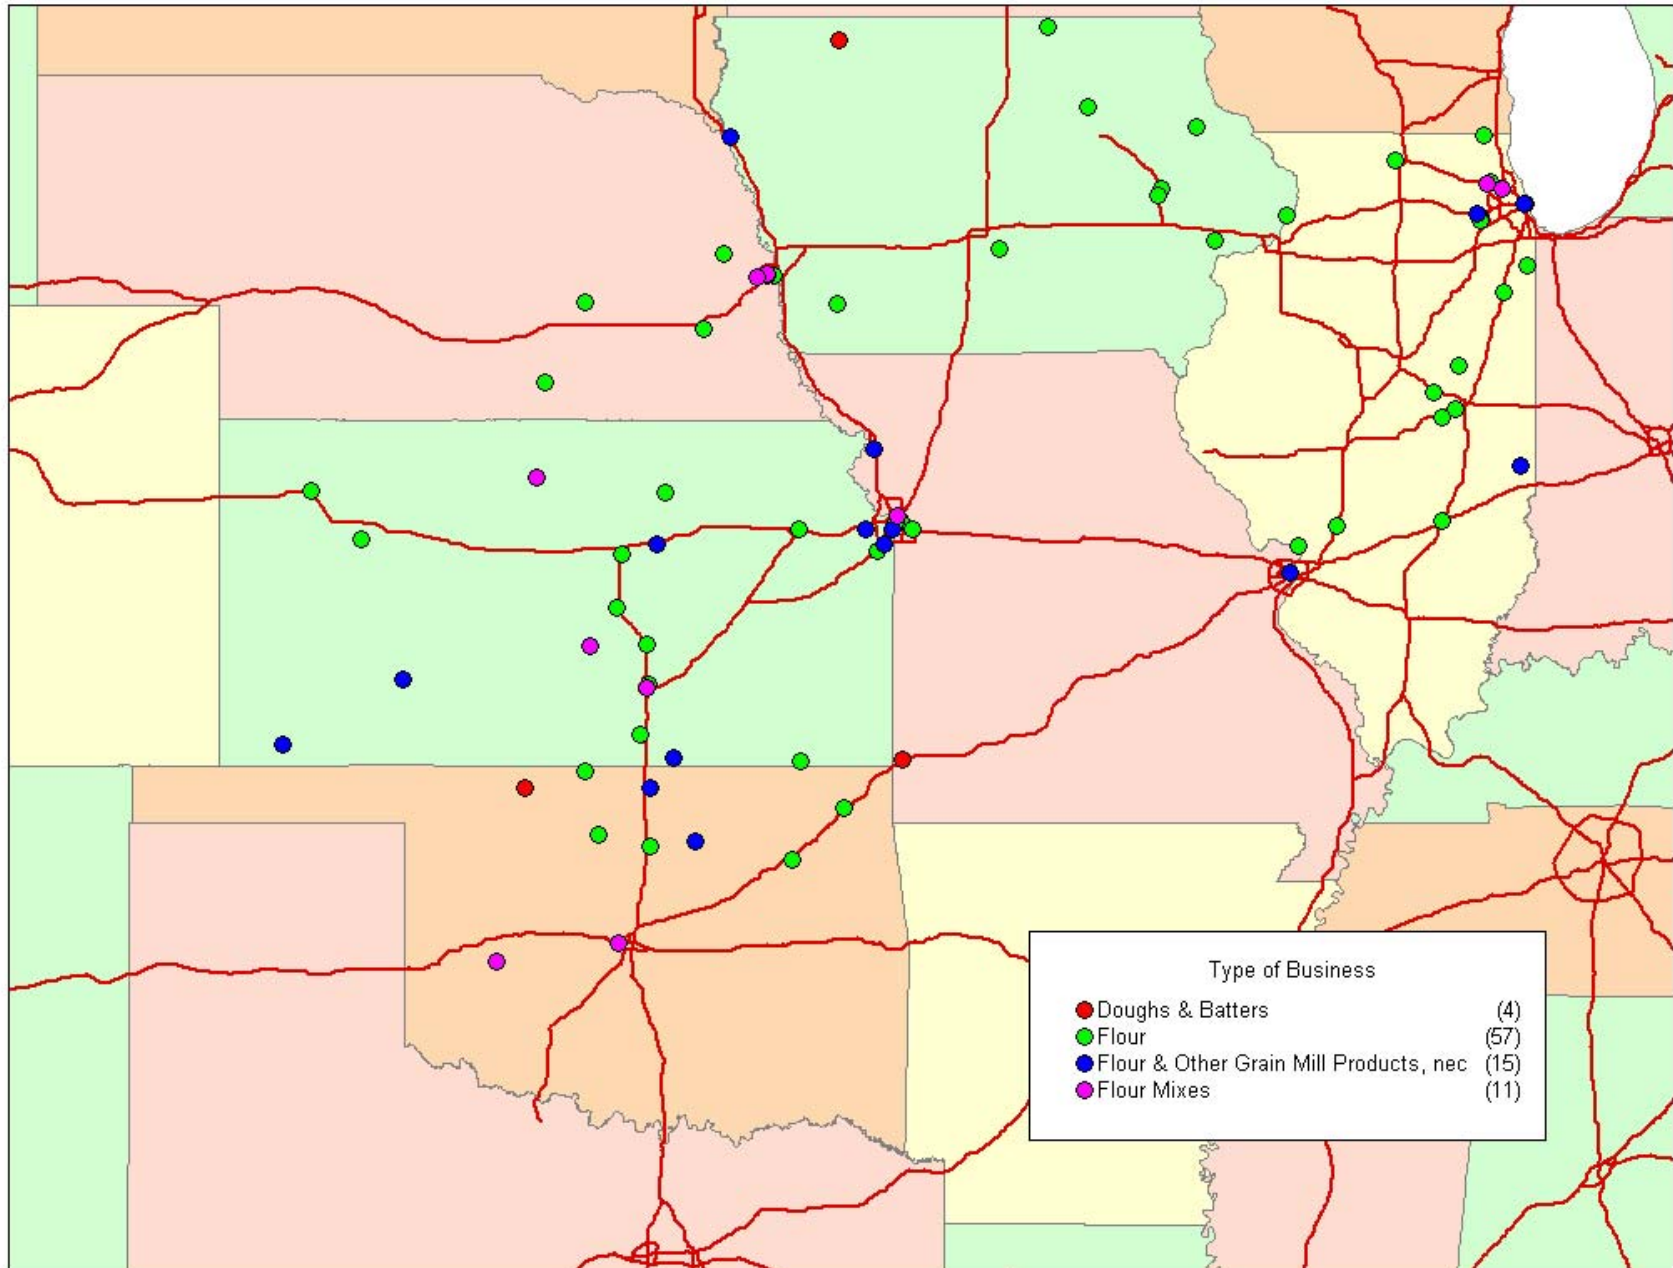 Type of Business
Doughs & Batters (4)
Flour (57)
Flour & Other Grain Mill Products, nec (15)
Flour Mixes (11)